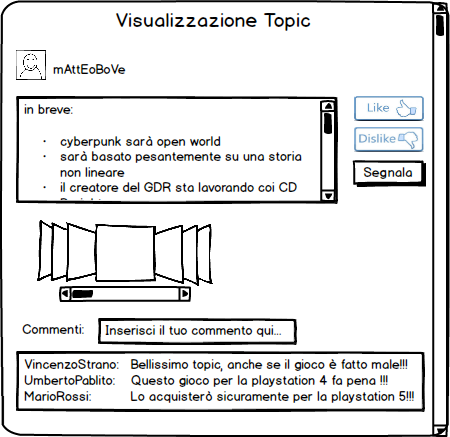 Visualizzazione Topic
mAttEoBoVe
in breve:
· cyberpunk sarà open world
· sarà basato pesantemente su una storia
non lineare
· il creatore del GDR sta lavorando coi CD
Like
Dislike
Segnala
Commenti: Inserisci il tuo commento qui...
VincenzoStrano: Bellissimo topic, anche se il gioco è fatto male!!!
UmbertoPablito: Questo gioco per la playstation 4 fa pena !!!
MarioRossi: Lo acquisterò sicuramente per la playstation 5!!!